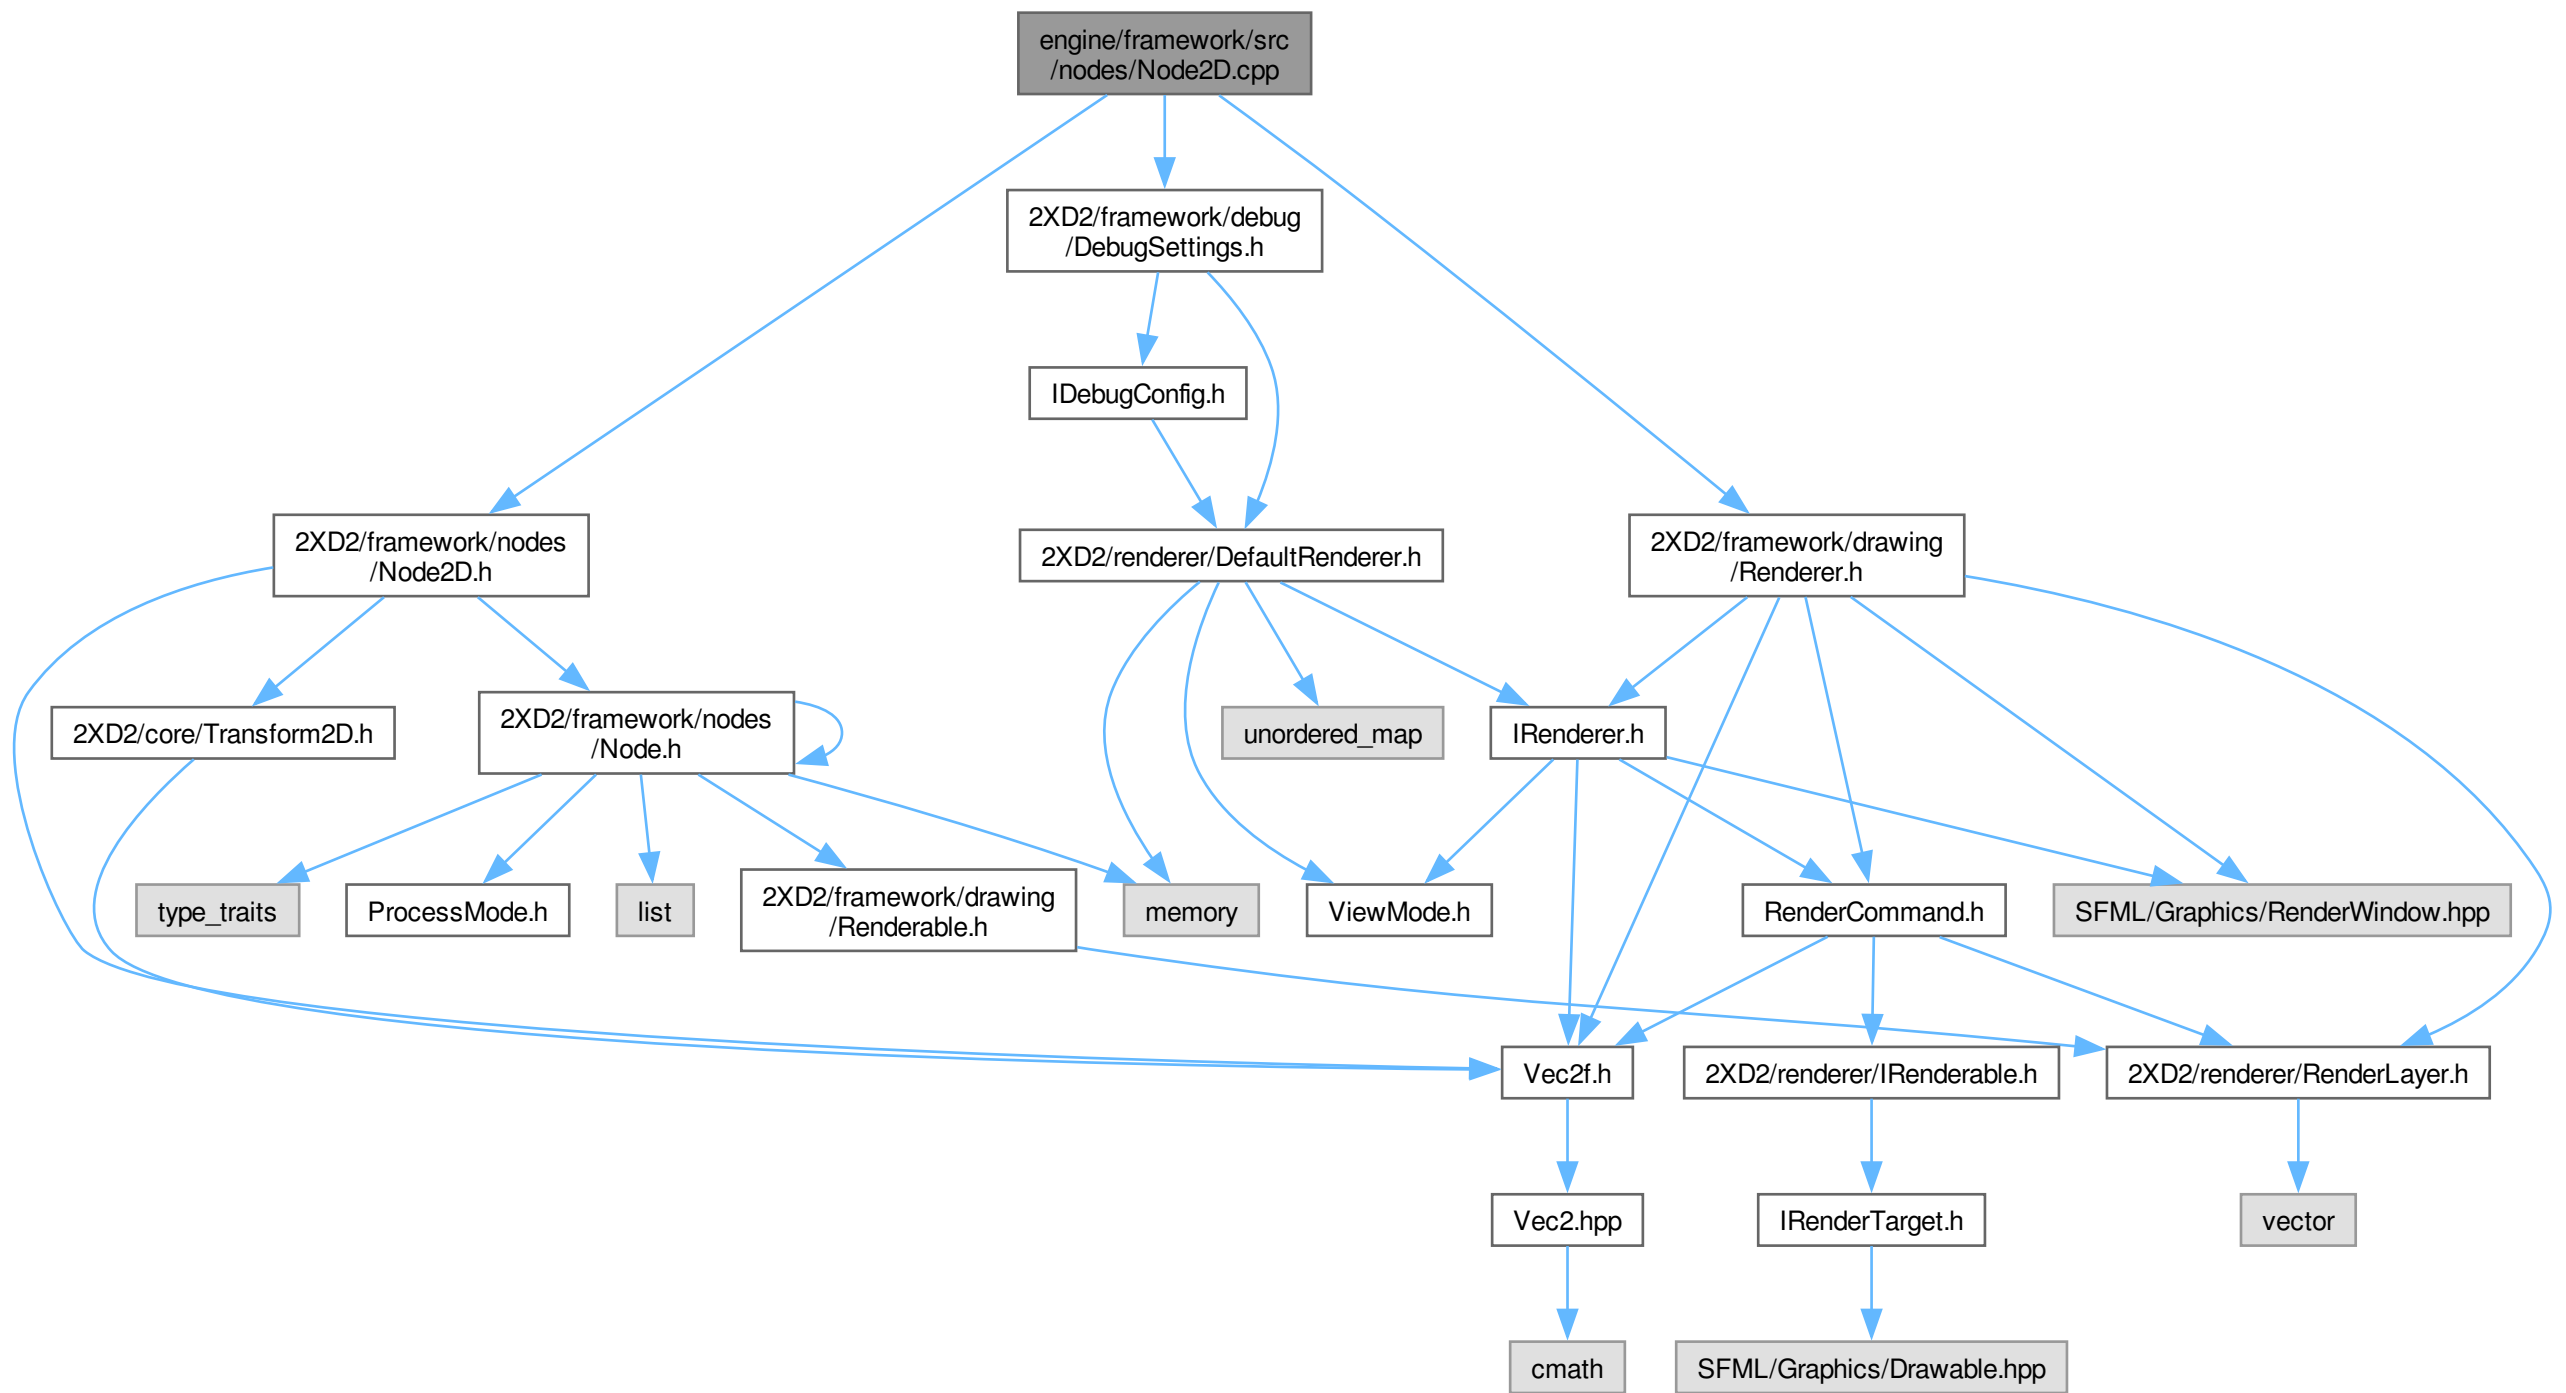 engine/framework/src
/nodes/Node2D.cpp
2XD2/framework/debug
/DebugSettings.h
IDebugConfig.h
2XD2/framework/nodes
/Node2D.h
2XD2/renderer/DefaultRenderer.h
2XD2/framework/drawing
/Renderer.h
2XD2/core/Transform2D.h
2XD2/framework/nodes
/Node.h
unordered_map
IRenderer.h
type_traits
ProcessMode.h
list
2XD2/framework/drawing
/Renderable.h
memory
ViewMode.h
RenderCommand.h
SFML/Graphics/RenderWindow.hpp
Vec2f.h
2XD2/renderer/IRenderable.h
2XD2/renderer/RenderLayer.h
Vec2.hpp
IRenderTarget.h
vector
cmath
SFML/Graphics/Drawable.hpp